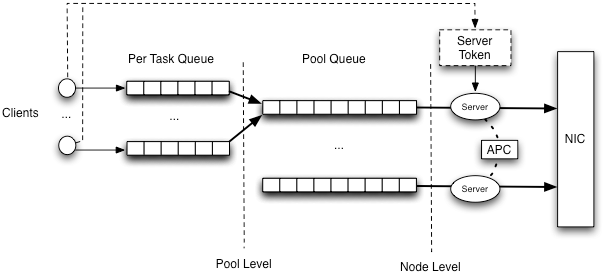 Server
Token
Per Task Queue
Pool Queue
Server
Clients
...
...
...
APC
NIC
Server
Pool Level
Node Level